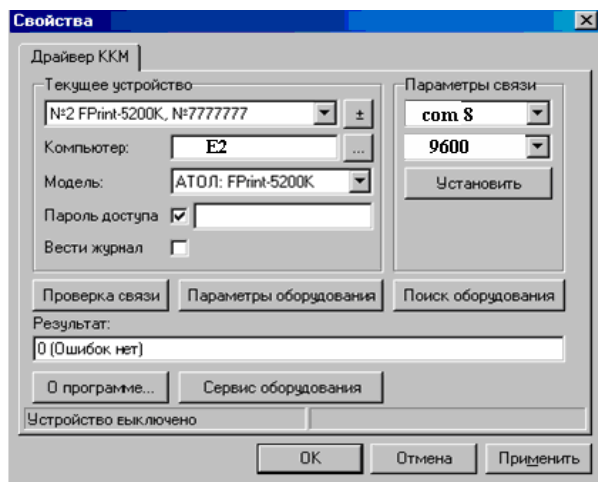 Свойства
Драйвер ККМ
Текущее устройство
№2 FPrint-5200K, №7777777
±
Компьютер: E2 ...
Модель: АТОЛ: FPrint-5200K
Пароль доступа
Вести журнал
Параметры связи
com 8
9600
Установить
Проверка связи Параметры оборудования Поиск оборудования
Результат:
0 (Ошибок нет)
О программе... Сервис оборудования
Устройство выключено
OK Отмена Применить